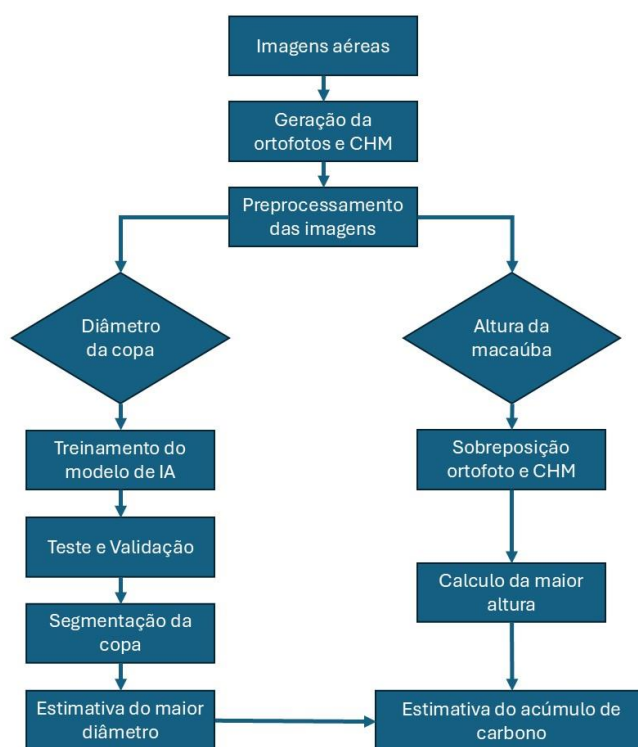 Imagens aéreas
Geração da
ortofotos e CHM
Preprocessamento
das imagens
Diâmetro
da copa
Altura da
macaúba
Treinamento do
modelo de IA
Sobreposição
ortofoto e CHM
Teste e Validação
Segmentação da
copa
Calculo da maior
altura
Estimativa do maior
diâmetro
Estimativa do acúmulo de
carbono